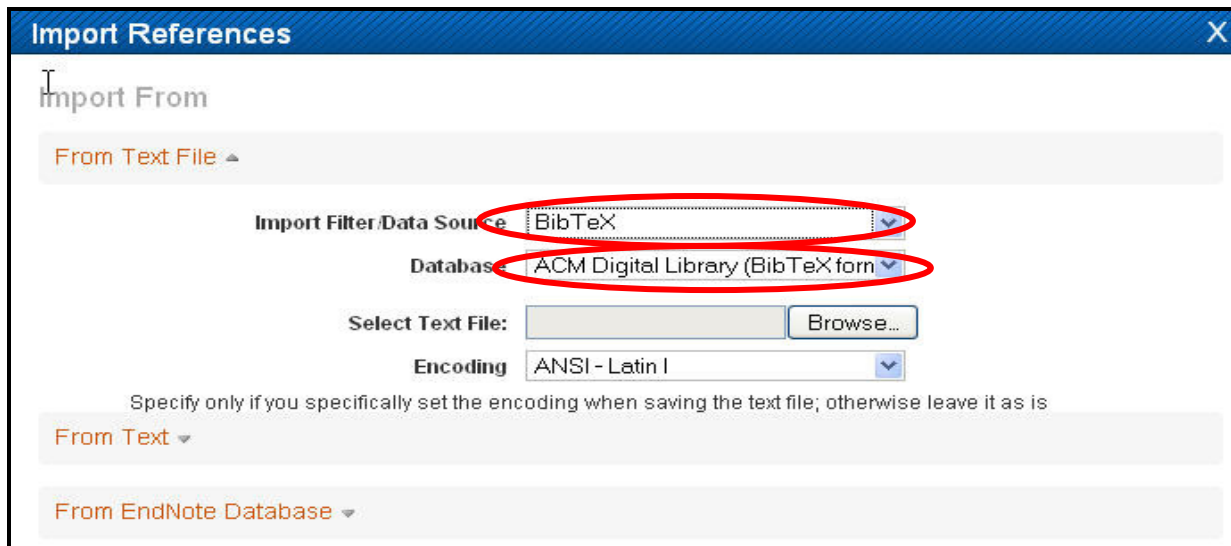 Import References X
Import From
From Text File
Import Filter/Data Source BibTeX
Database ACM Digital Library (BibTeX forn
Select Text File: Browse...
Encoding ANSI - Latin I
Specify only if you specifically set the encoding when saving the text file; otherwise leave it as is
From Text
From EndNote Database